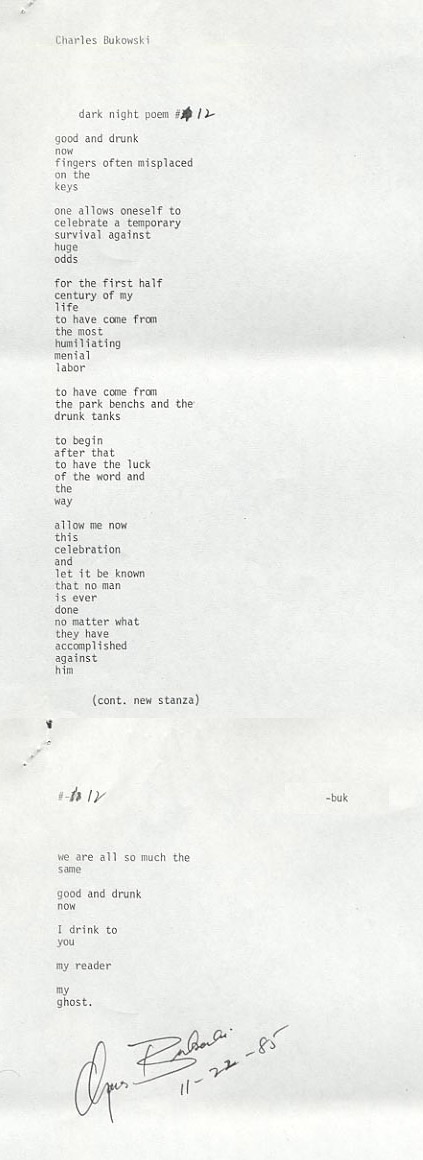 Charles Bukowski
dark night poem # 12
good and drunk
now
fingers often misplaced
on the
keys
one allows oneself to
celebrate a temporary
survival against
huge
odds
for the first half
century of my
life
to have come from
the most
humiliating
menial
labor
to have come from
the park benchs and the
drunk tanks
to begin
after that
to have the luck
of the word and
the
way
allow me now
this
celebration
and
let it be known
that no man
is ever
done
no matter what
they have
accomplished
against
him
(cont. new stanza)
#- 12 -buk
we are all so much the
same
good and drunk
now
I drink to
you
my reader
my
ghost.
Bukowski
11-22-85